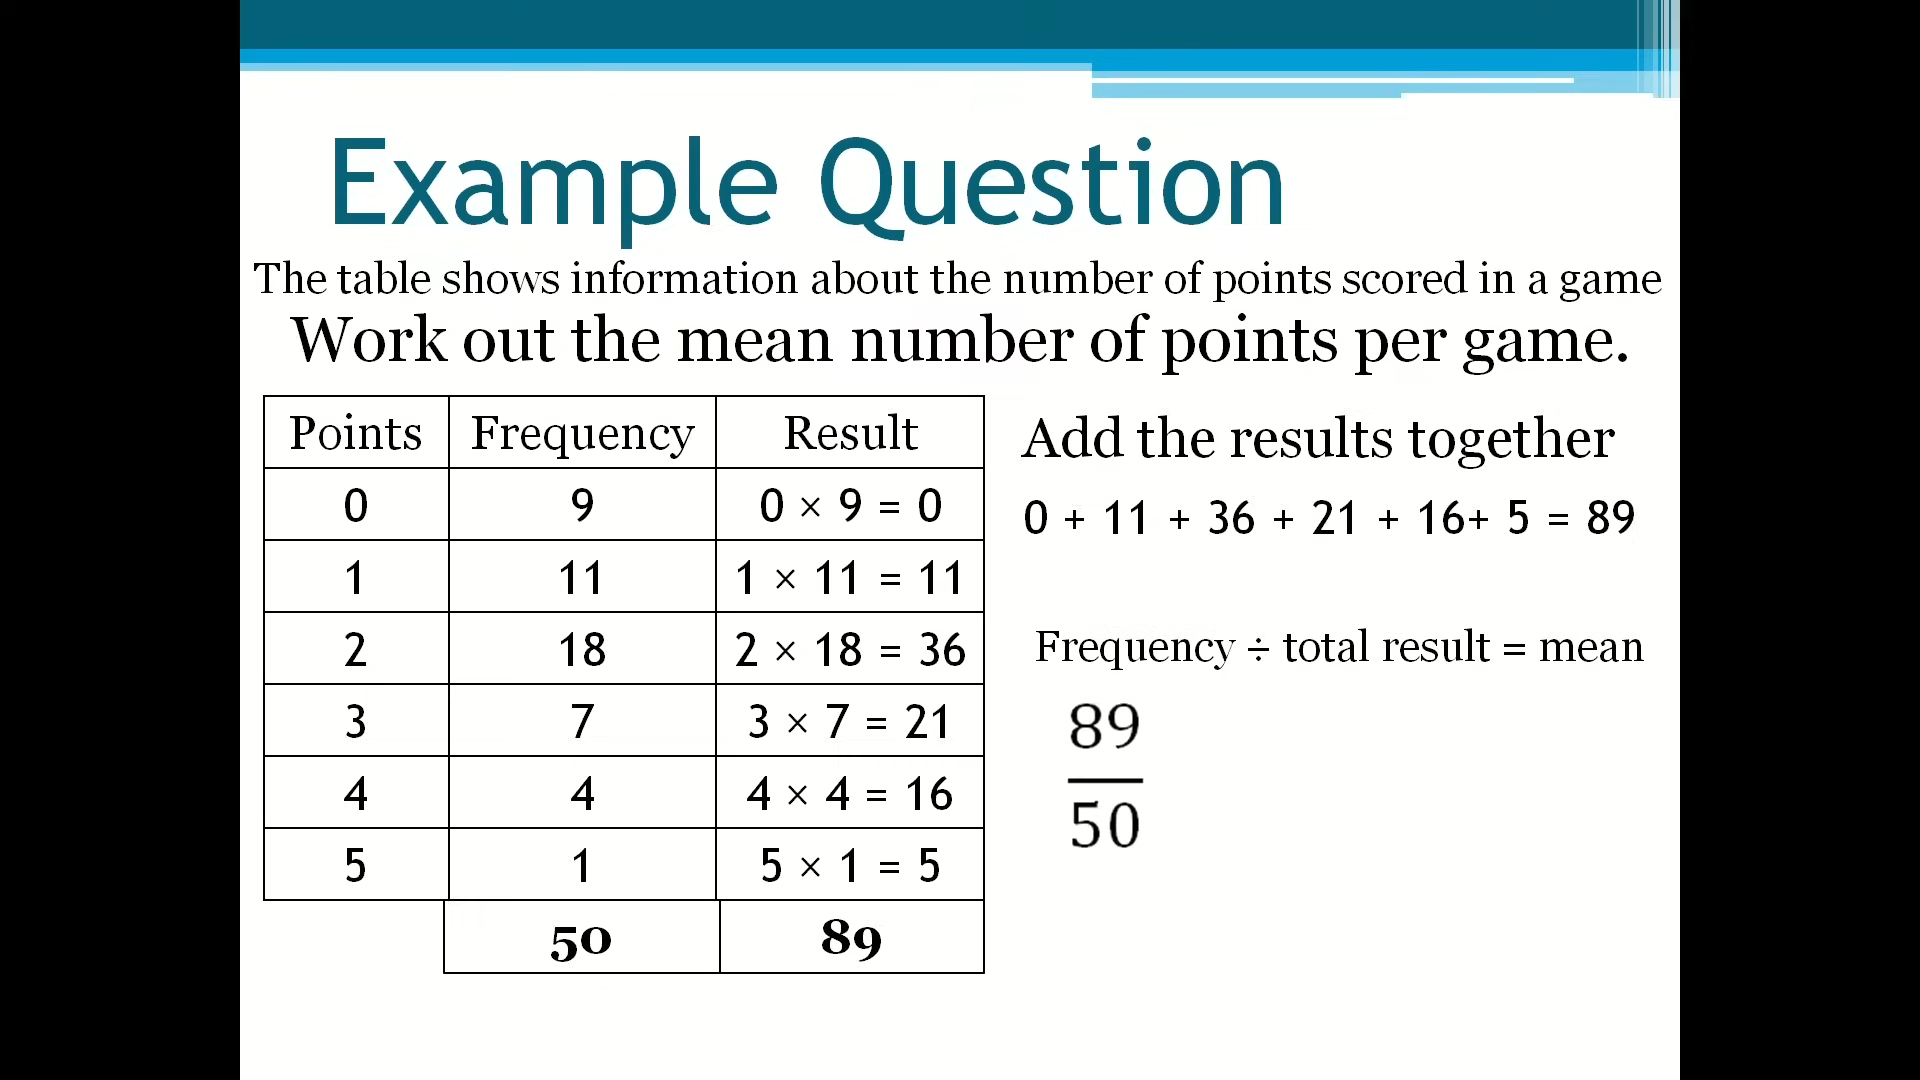 Example Question
The table shows information about the number of points scored in a game
Work out the mean number of points per game.
Points Frequency Result
0 9 0 × 9 = 0
1 11 1 × 11 = 11
2 18 2 × 18 = 36
3 7 3 × 7 = 21
4 4 4 × 4 = 16
5 1 5 × 1 = 5
50 89
Add the results together
0 + 11 + 36 + 21 + 16+ 5 = 89
Frequency ÷ total result = mean
89
50